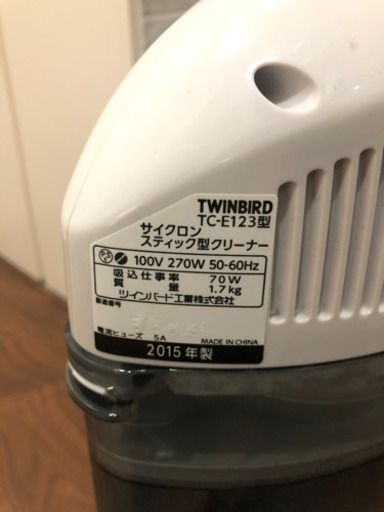 TWINBIRD
TC-E123型
サイクロン
スティック型クリーナー
100V 270W 50-60Hz
吸込仕事率 70W
質量 1.7kg
ツインバード工業株式会社
製造番号
電流ヒューズ 5A
MADE IN CHINA
2015年製